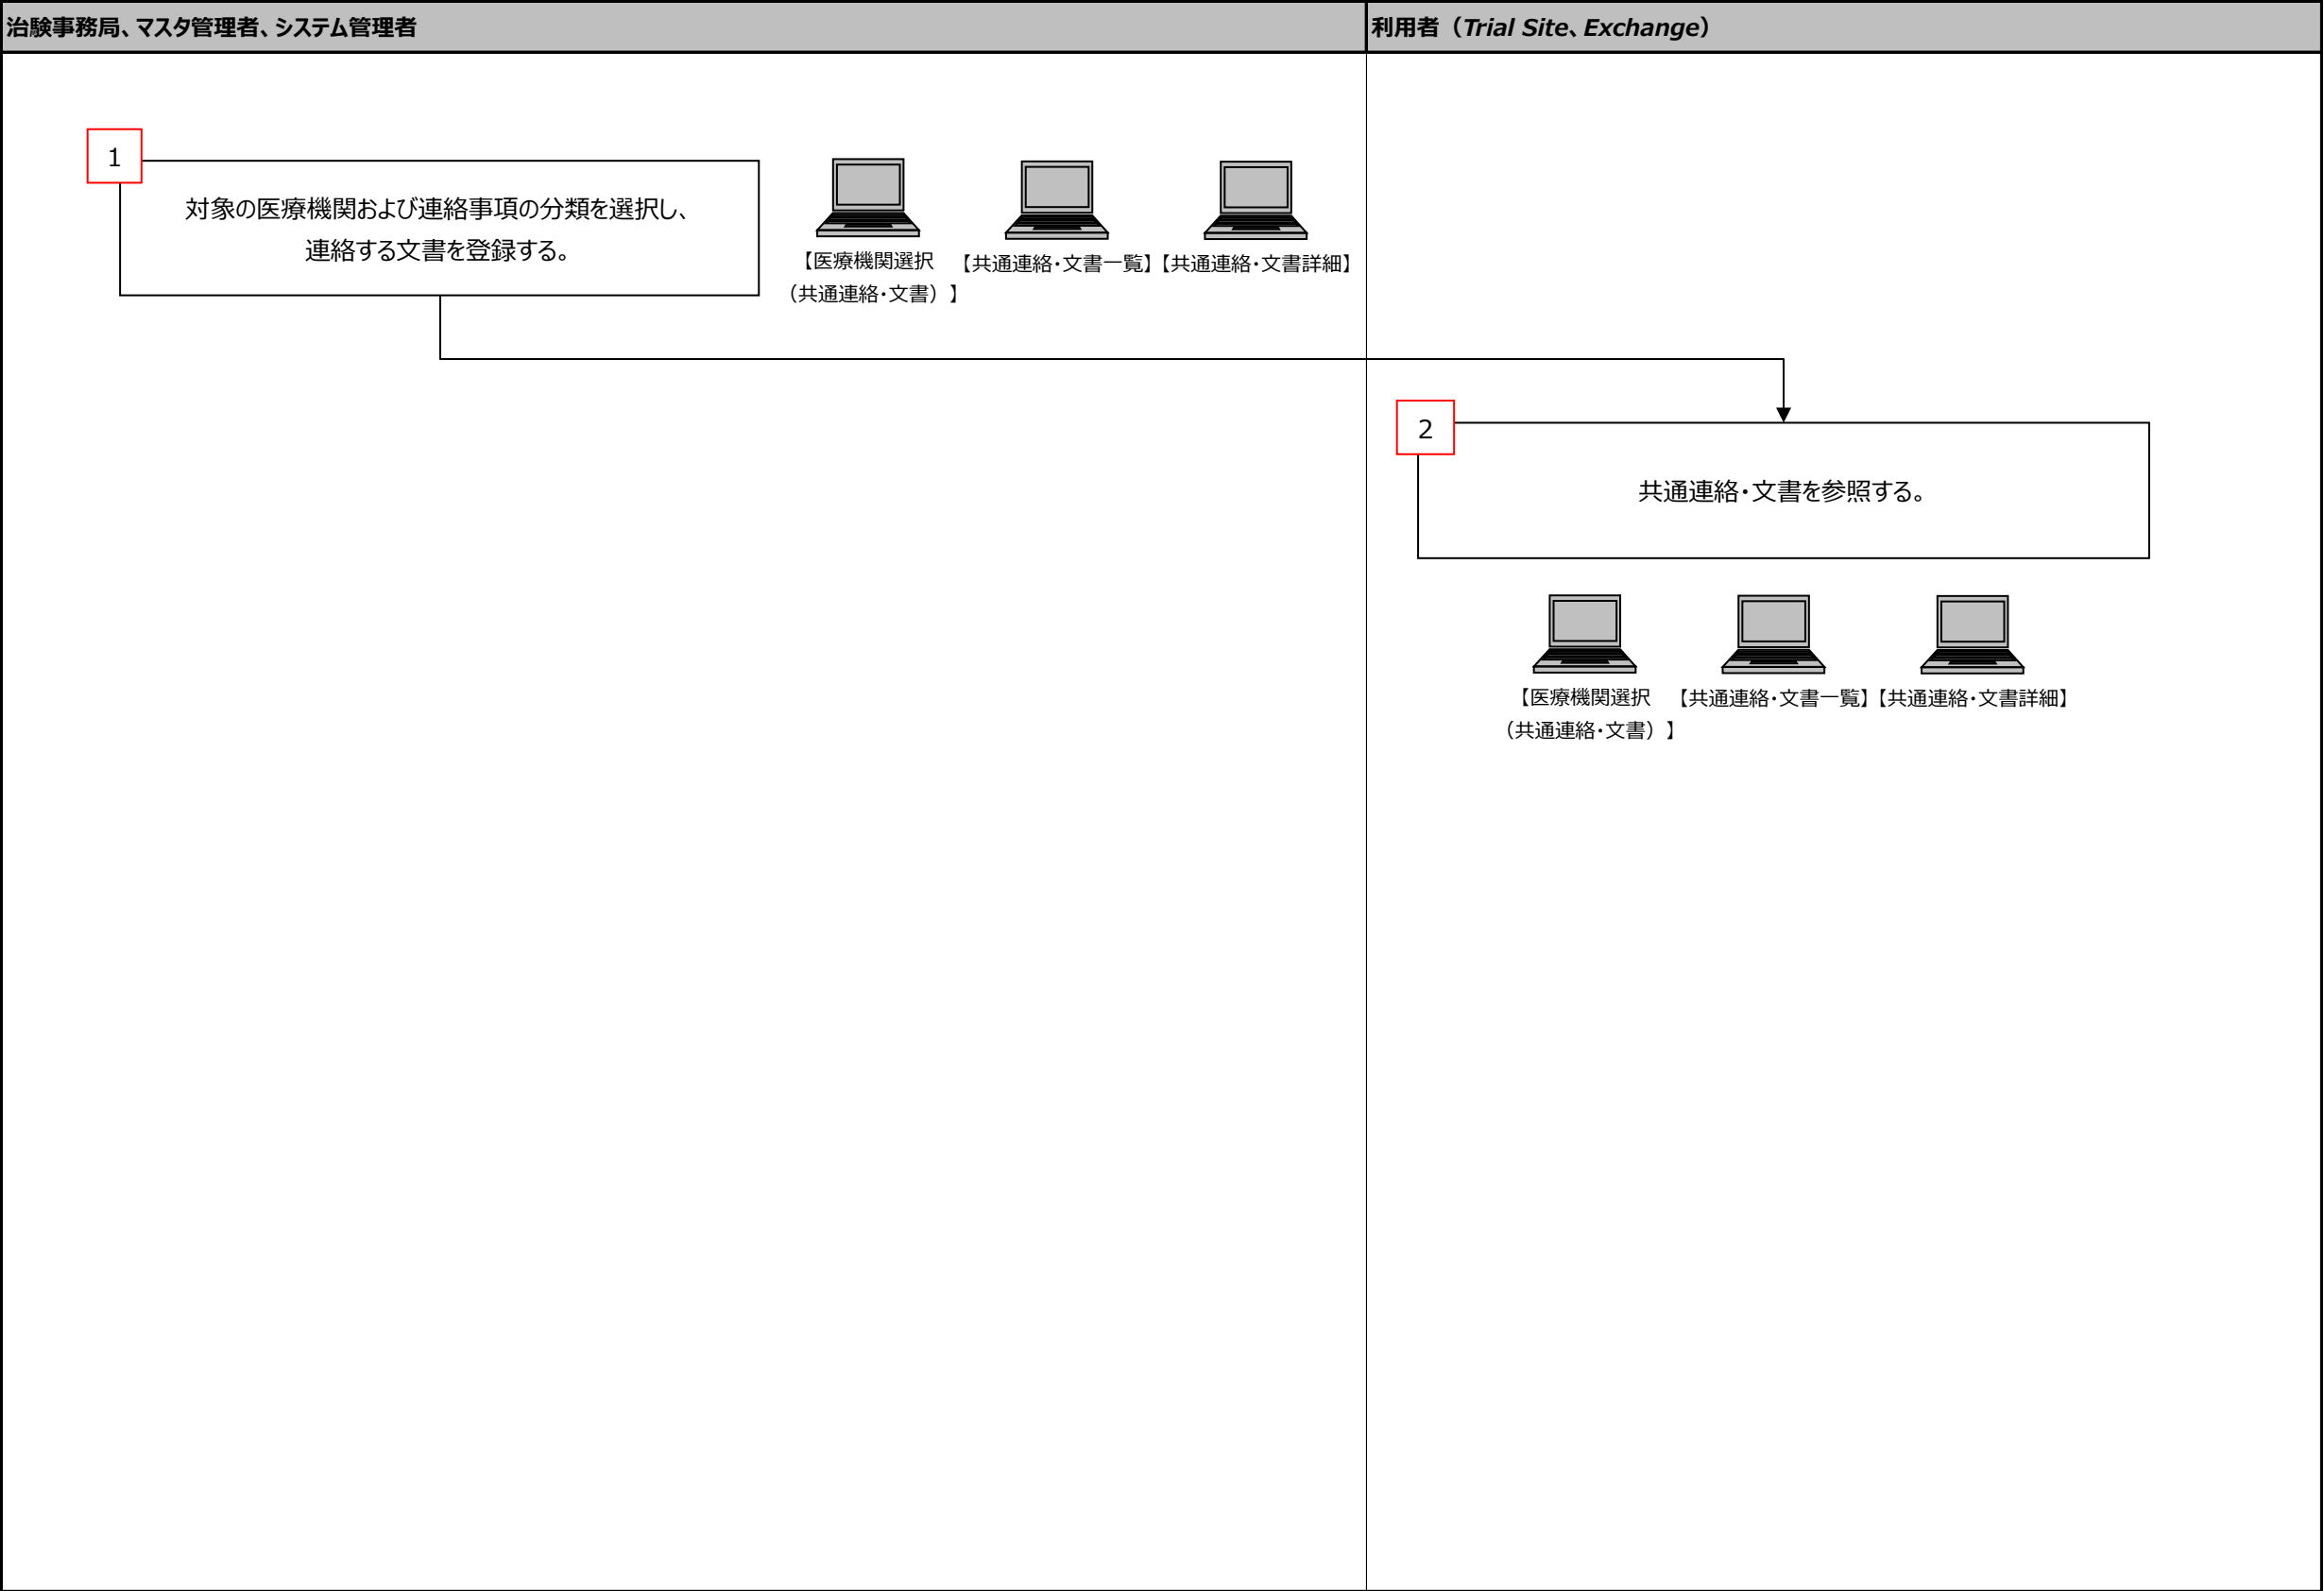 治験事務局、マスタ管理者、システム管理者
利用者（Trial Site、Exchange）
1
対象の医療機関および連絡事項の分類を選択し、
連絡する文書を登録する。
【医療機関選択
（共通連絡・文書）】
【共通連絡・文書一覧】
【共通連絡・文書詳細】
2
共通連絡・文書を参照する。
【医療機関選択
（共通連絡・文書）】
【共通連絡・文書一覧】
【共通連絡・文書詳細】